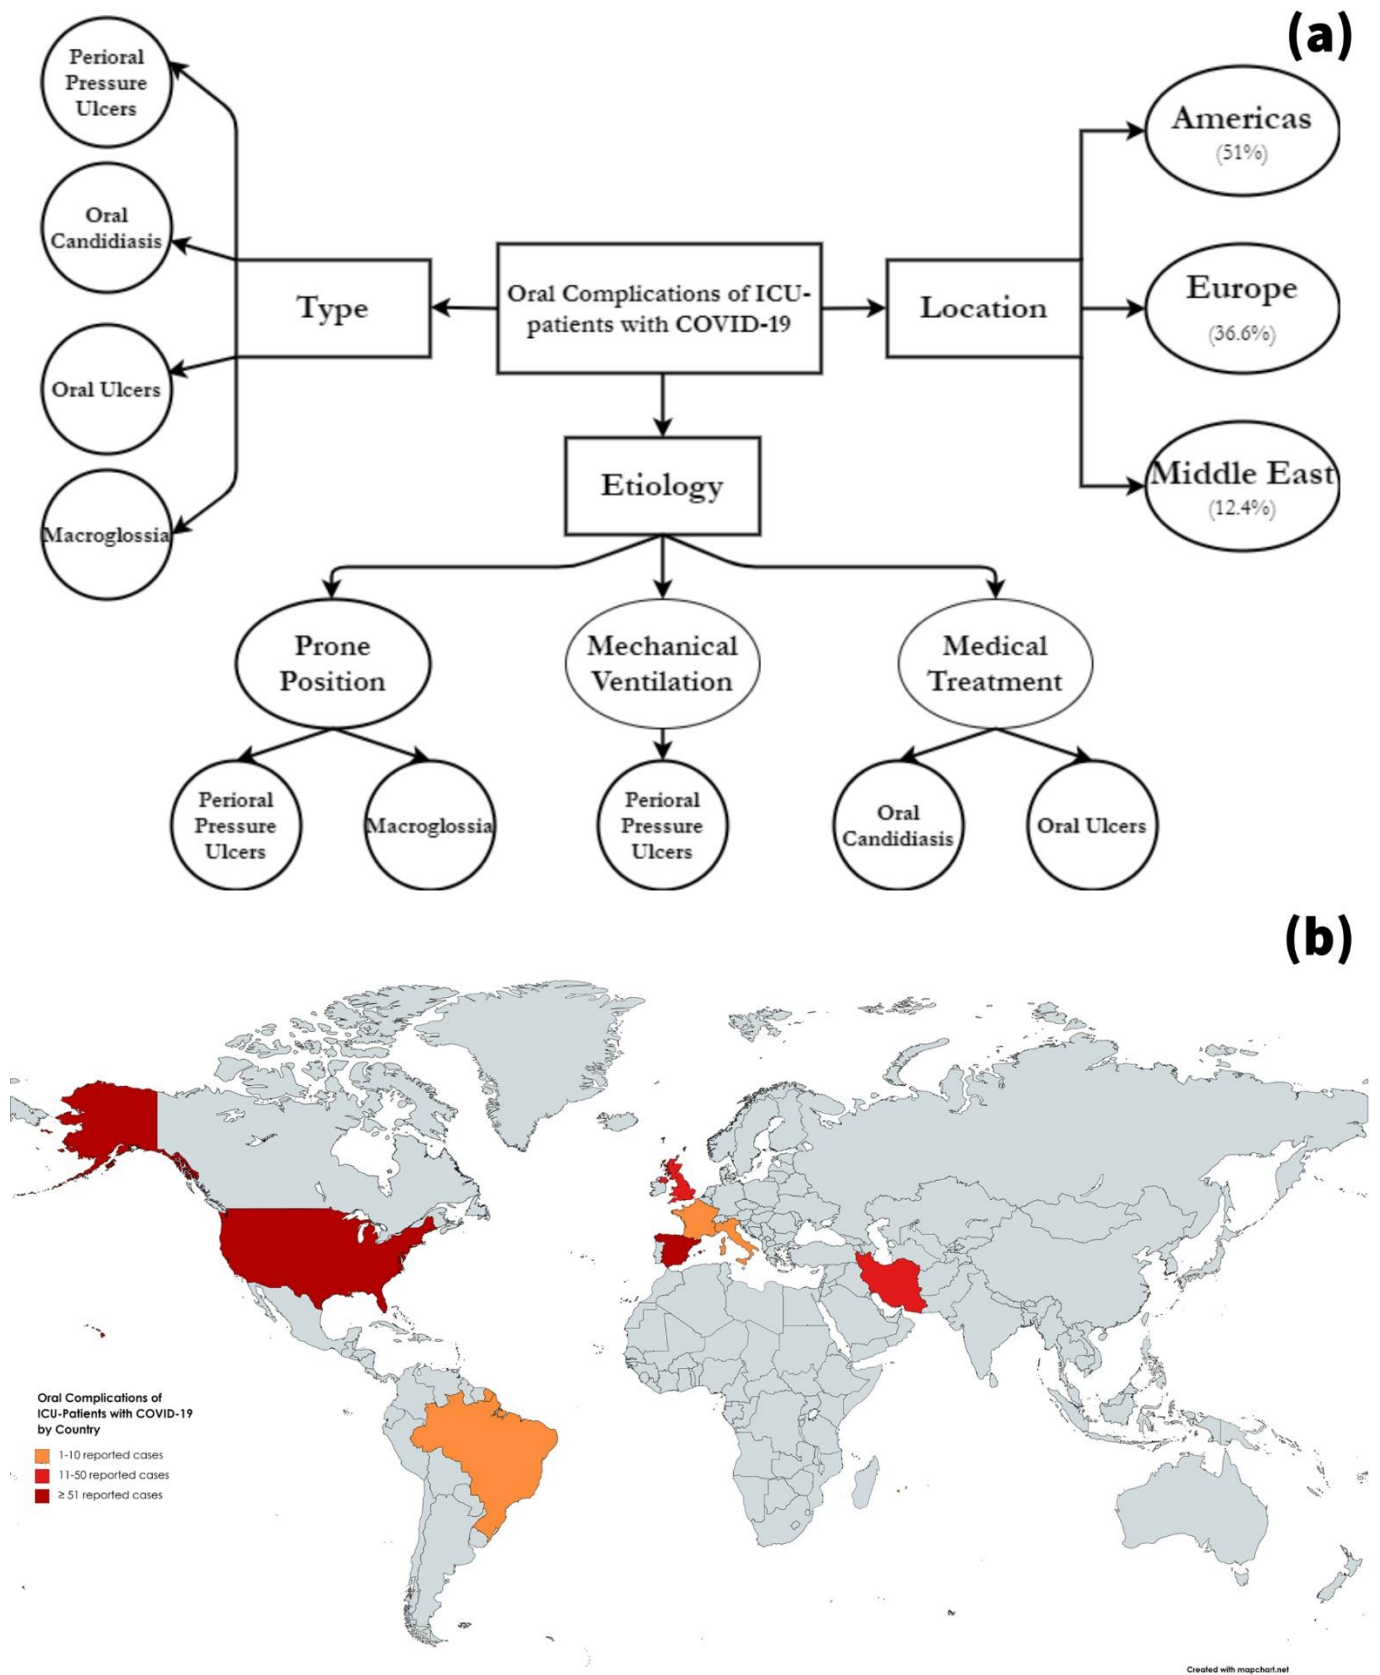 (a)
Perioral
Pressure
Ulcers
Oral
Candidiasis
Oral Ulcers
Macroglossia
Type
Oral Complications of ICU-
patients with COVID-19
Location
Americas
(51%)
Europe
(36.6%)
Middle East
(12.4%)
Etiology
Prone
Position
Mechanical
Ventilation
Medical
Treatment
Perioral
Pressure
Ulcers
Macroglossia
Perioral
Pressure
Ulcers
Oral
Candidiasis
Oral Ulcers
(b)
Oral Complications of
ICU-Patients with COVID-19
by Country
1-10 reported cases
11-50 reported cases
≥ 51 reported cases
Created with mapchart.net